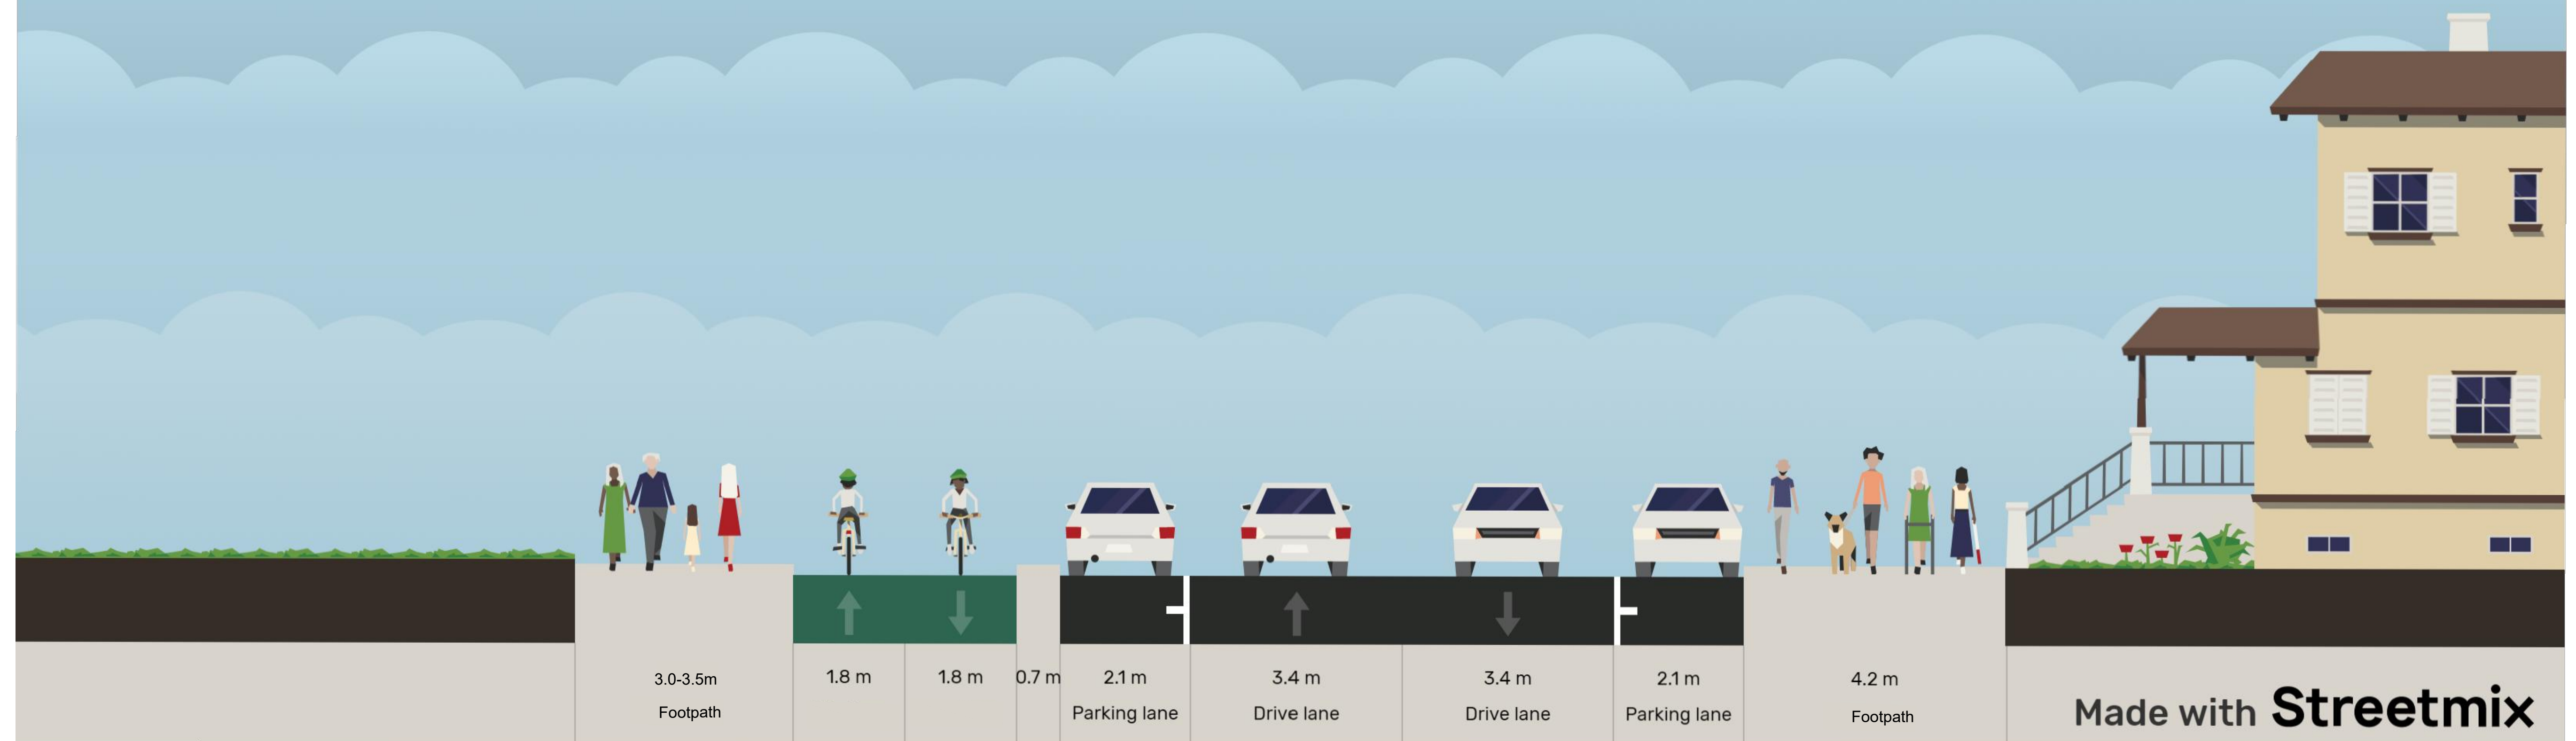 3.0-3.5m
Footpath
1.8 m
1.8 m
0.7 m
2.1 m
Parking lane
3.4 m
Drive lane
3.4 m
Drive lane
2.1 m
Parking lane
4.2 m
Footpath
Made with Streetmix